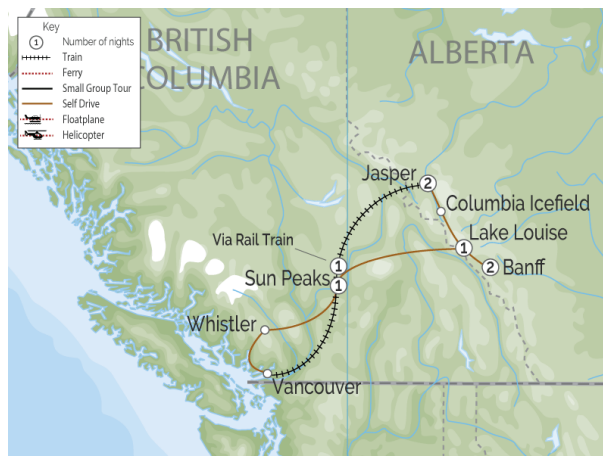 Key
1 Number of nights
Train
Ferry
Small Group Tour
Self Drive
Floatplane
Helicopter
BRITISH
COLUMBIA
ALBERTA
Jasper
2
Columbia Icefield
Via Rail Train
1
Lake Louise
1
Sun Peaks
1
2
Banff
Whistler
Vancouver